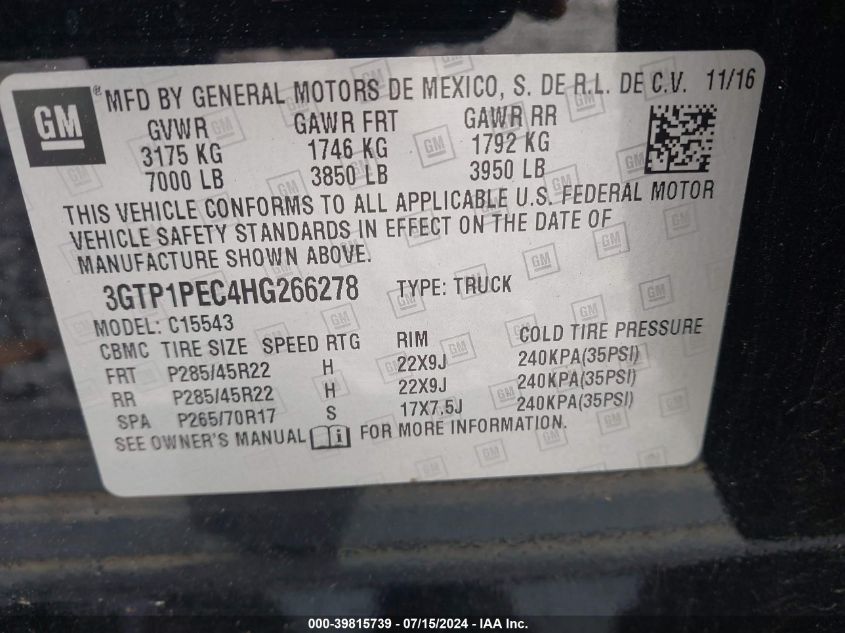 GM ® MFD BY GENERAL MOTORS DE MEXICO, S. DE R.L. DE C.V. 11/16
GVWR GAWR FRT GAWR RR
3175 KG 1746 KG 1792 KG
7000 LB 3850 LB 3950 LB
THIS VEHICLE CONFORMS TO ALL APPLICABLE U.S. FEDERAL MOTOR
VEHICLE SAFETY STANDARDS IN EFFECT ON THE DATE OF
MANUFACTURE SHOWN ABOVE.
3GTP1PEC4HG266278 TYPE: TRUCK
MODEL: C15543
CBMC TIRE SIZE SPEED RTG RIM COLD TIRE PRESSURE
FRT P285/45R22 H 22X9J 240KPA(35PSI)
RR P285/45R22 H 22X9J 240KPA(35PSI)
SPA P265/70R17 S 17X7.5J 240KPA(35PSI)
SEE OWNER'S MANUAL FOR MORE INFORMATION.
000-39815739 - 07/15/2024 - IAA Inc.